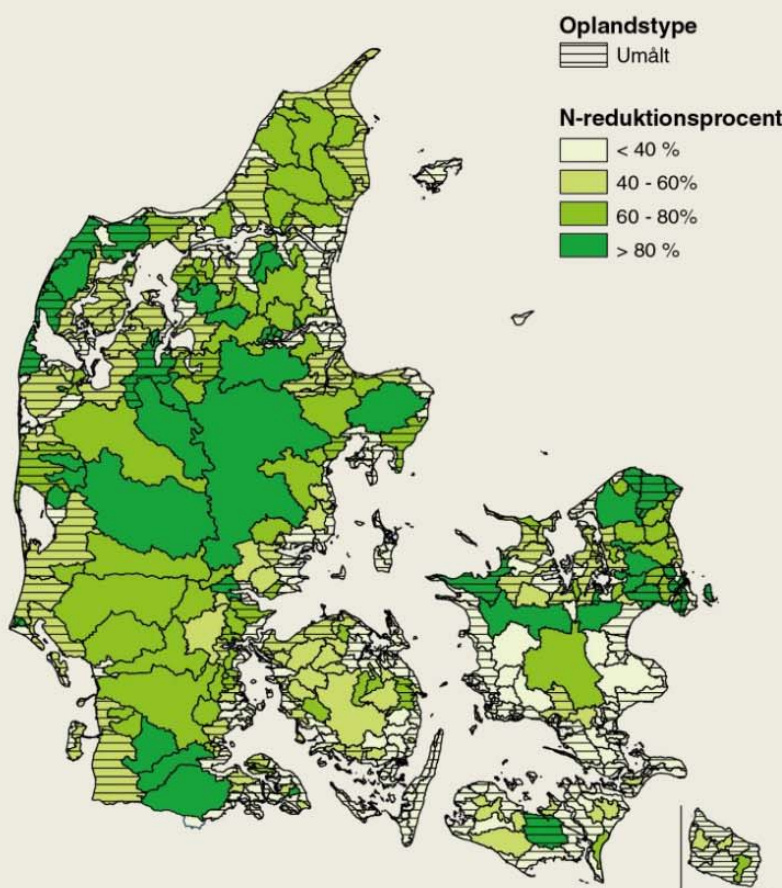 Oplandstype
Umålt
N-reduktionsprocent
< 40 %
40 - 60%
60 - 80%
> 80 %